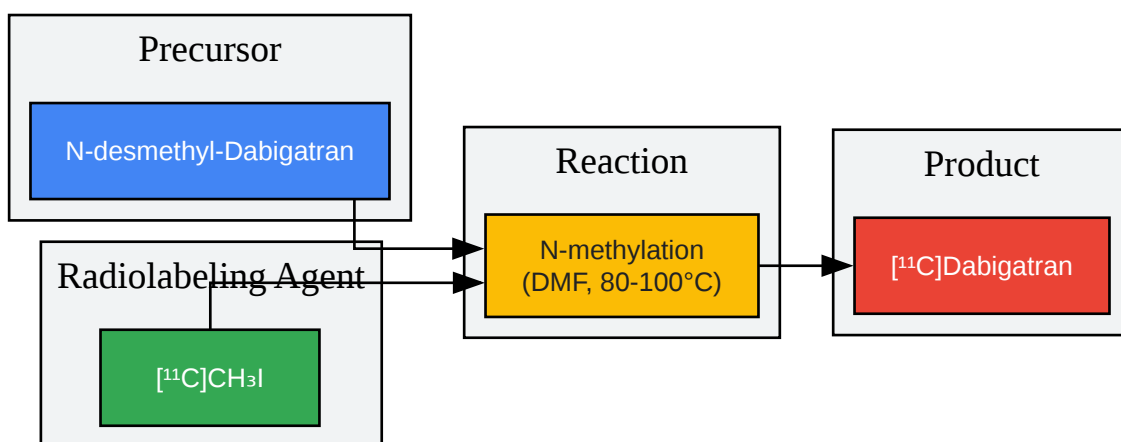 Precursor
N-desmethyl-Dabigatran
Radiolabeling Agent
[¹¹C]CH₃I
Reaction
N-methylation
(DMF, 80-100°C)
Product
[¹¹C]Dabigatran